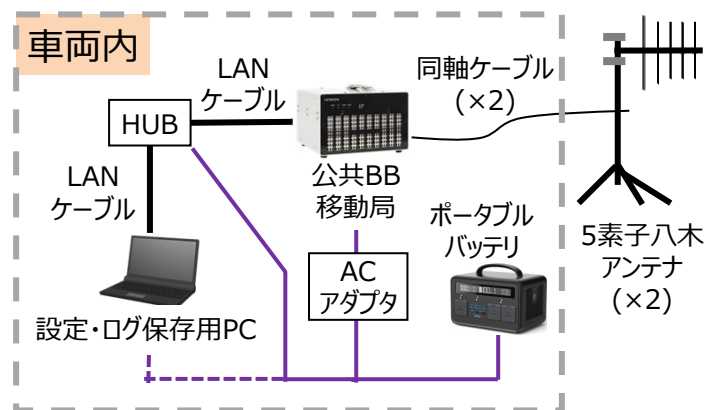 車両内
LAN
ケーブル
同軸ケーブル
(×2)
HUB
LAN
ケーブル
公共BB
移動局
ポータブル
バッテリ
5素子八木
アンテナ
(×2)
AC
アダプタ
設定・ログ保存用PC